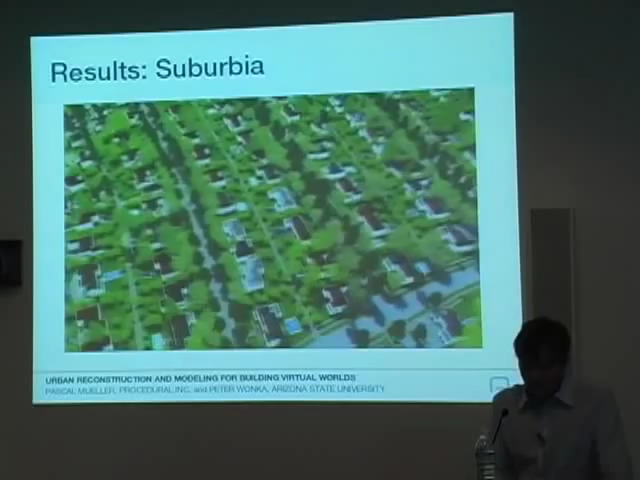 Results: Suburbia
URBAN RECONSTRUCTION AND MODELING FOR BUILDING VIRTUAL WORLDS
PASCAL MUELLER, PROCEDURAL INC. and PETER WONKA, ARIZONA STATE UNIVERSITY